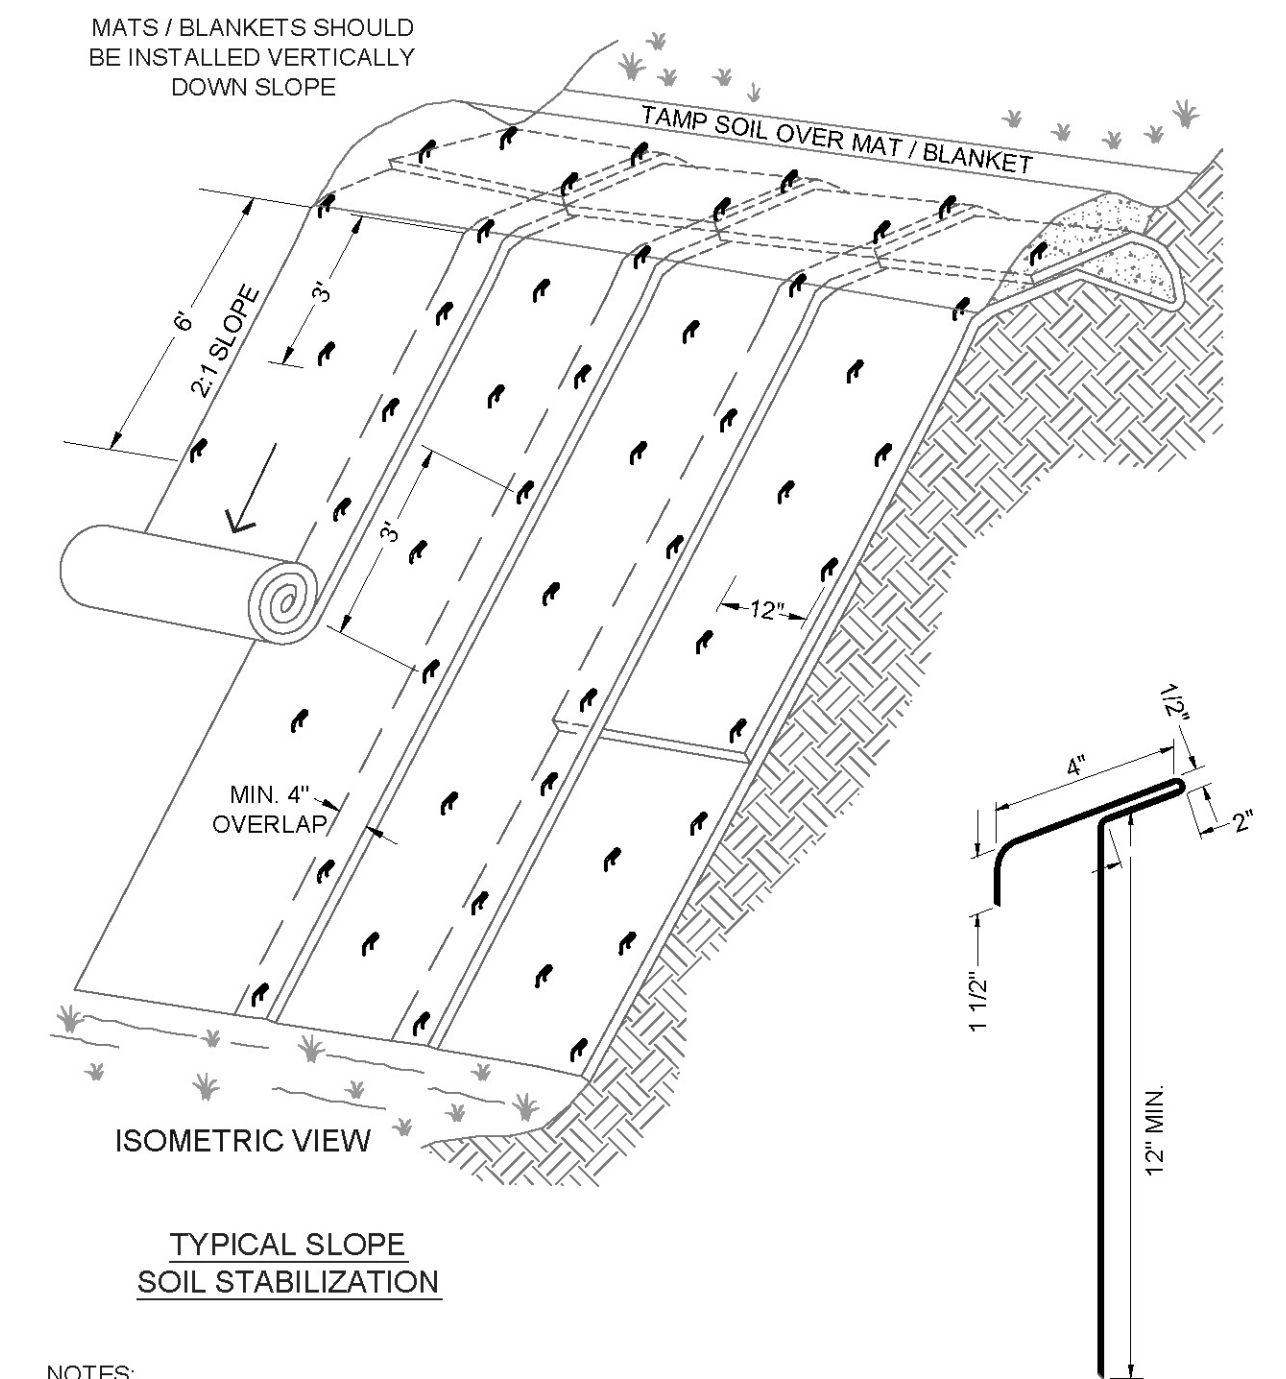 MATS / BLANKETS SHOULD
BE INSTALLED VERTICALLY
DOWN SLOPE
TAMP SOIL OVER MAT / BLANKET
6'
3'
2:1 SLOPE
3'
12"
MIN. 4"
OVERLAP
1/2"
4"
2"
1 1/2"
12" MIN.
ISOMETRIC VIEW
TYPICAL SLOPE
SOIL STABILIZATION
NOTES: